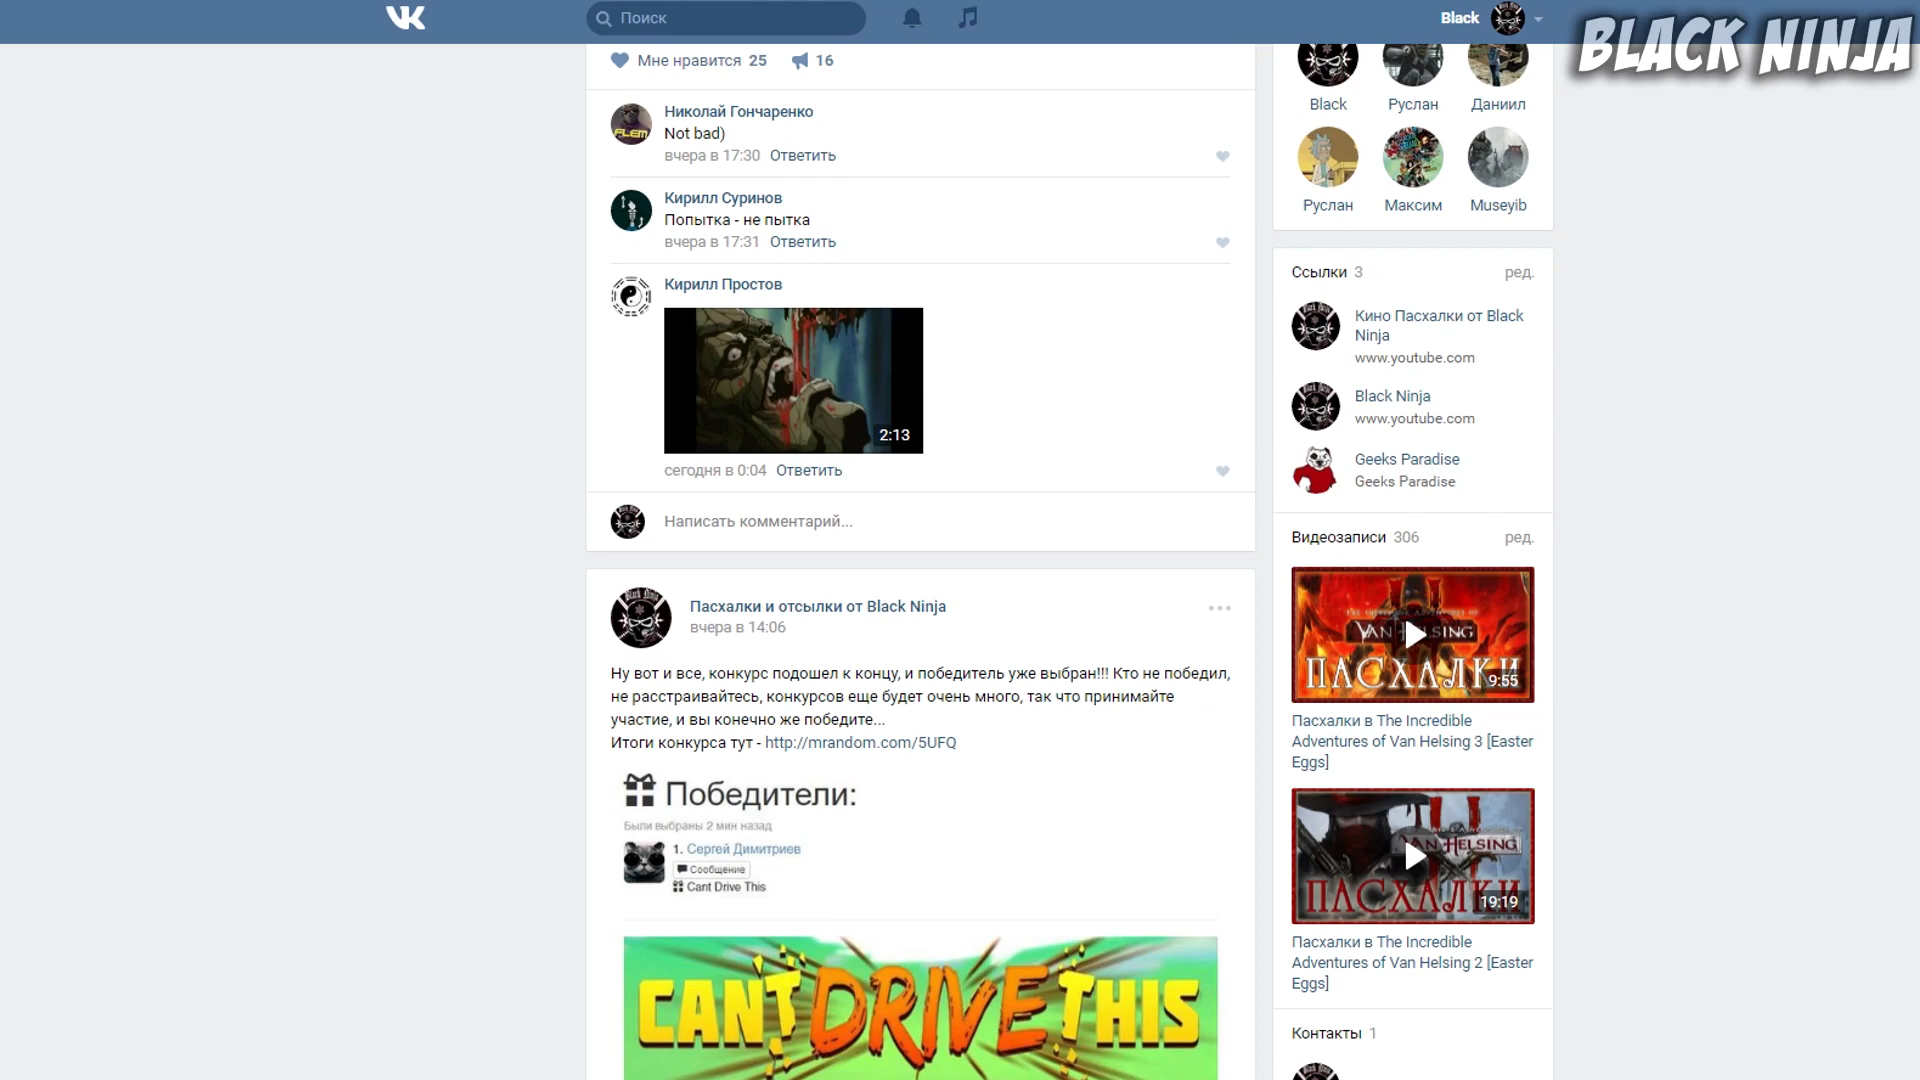 Поиск
Black
BLACK NINJA
Мне нравится 25 16
Николай Гончаренко
Not bad)
вчера в 17:30 Ответить
Кирилл Суринов
Попытка - не пытка
вчера в 17:31 Ответить
Кирилл Простов
2:13
сегодня в 0:04 Ответить
Написать комментарий...
Пасхалки и отсылки от Black Ninja
вчера в 14:06
Ну вот и все, конкурс подошел к концу, и победитель уже выбран!!! Кто не победил,
не расстраивайтесь, конкурсов еще будет очень много, так что принимайте
участие, и вы конечно же победите...
Итоги конкурса тут - http://mrandom.com/5UFQ
Победители:
Были выбраны 2 мин назад
1. Сергей Димитриев
Сообщение
Cant Drive This
CAN'T DRIVE THIS
Black Руслан Даниил
Руслан Максим Museyib
Ссылки 3 ред.
Кино Пасхалки от Black
Ninja
www.youtube.com
Black Ninja
www.youtube.com
Geeks Paradise
Geeks Paradise
Видеозаписи 306 ред.
VAN HELSING
ПАСХАЛКИ
9:55
Пасхалки в The Incredible
Adventures of Van Helsing 3 [Easter
Eggs]
VAN HELSING
ПАСХАЛКИ
19:19
Пасхалки в The Incredible
Adventures of Van Helsing 2 [Easter
Eggs]
Контакты 1